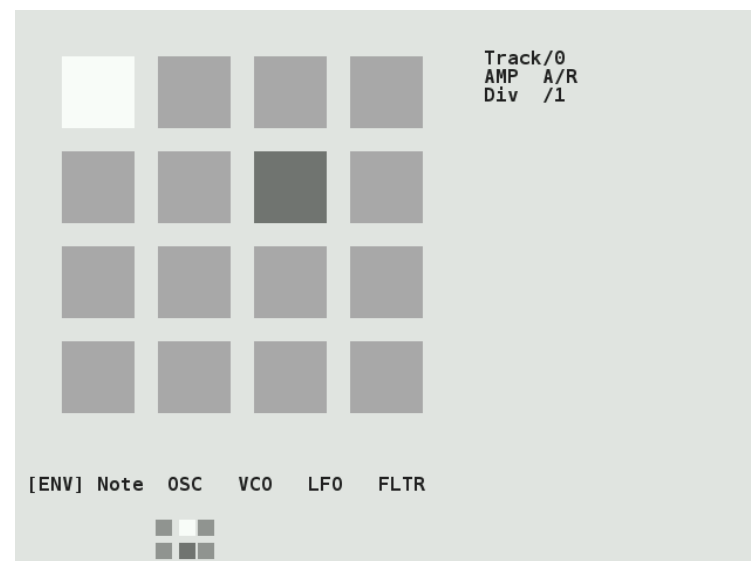 Track/0
AMP  A/R
Div  /1
[ENV] Note  OSC   VCO   LFO   FLTR